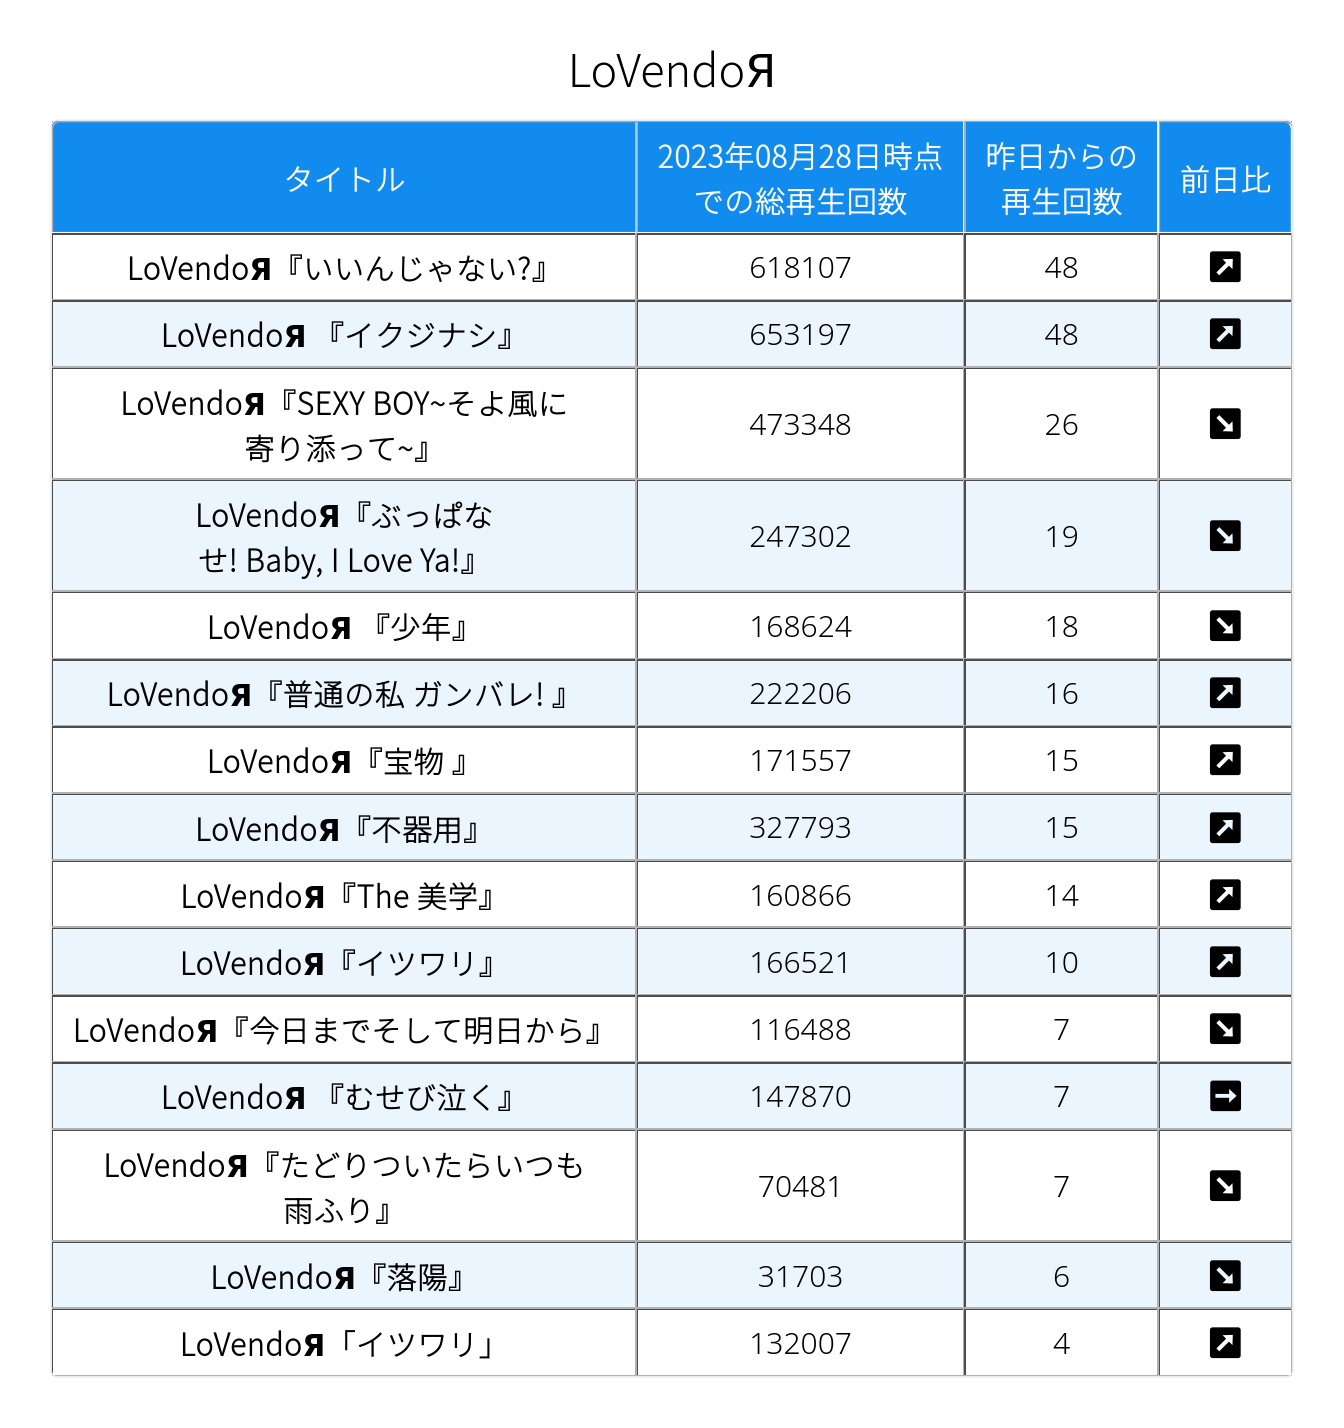 LoVendoЯ
タイトル
2023年08月28日時点
での総再生回数
昨日からの
再生回数
前日比
LoVendoЯ『いいんじゃない?』
618107
48
LoVendoЯ 『イクジナシ』
653197
48
LoVendoЯ『SEXY BOY~そよ風に
寄り添って~』
473348
26
LoVendoЯ『ぶっぱな
せ! Baby, I Love Ya!』
247302
19
LoVendoЯ 『少年』
168624
18
LoVendoЯ『普通の私 ガンバレ! 』
222206
16
LoVendoЯ『宝物 』
171557
15
LoVendoЯ『不器用』
327793
15
LoVendoЯ『The 美学』
160866
14
LoVendoЯ『イツワリ』
166521
10
LoVendoЯ『今日までそして明日から』
116488
7
LoVendoЯ 『むせび泣く』
147870
7
LoVendoЯ『たどりついたらいつも
雨ふり』
70481
7
LoVendoЯ『落陽』
31703
6
LoVendoЯ「イツワリ」
132007
4